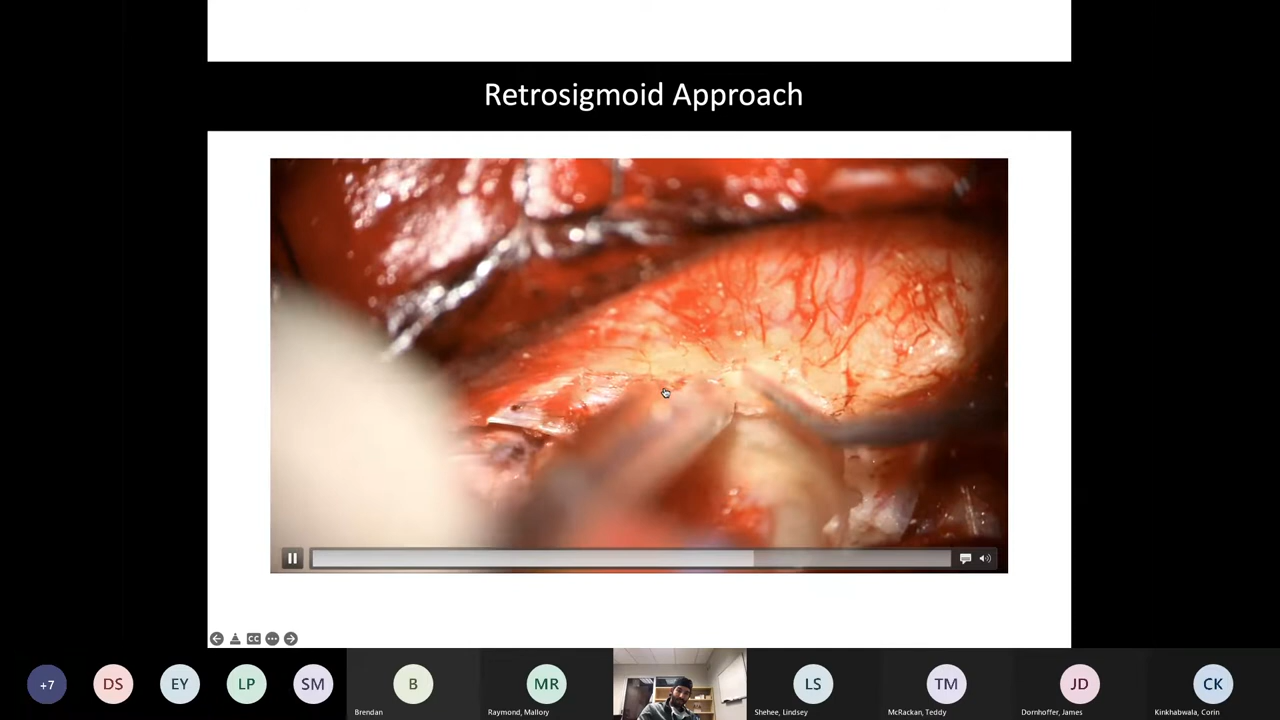 Retrosigmoid Approach
CC
+7
DS
EY
LP
SM
B
MR
LS
TM
JD
CK
Brendan
Raymond, Mallory
Shehee, Lindsey
McRackan, Teddy
Dornhoffer, James
Kinkhabwala, Corin